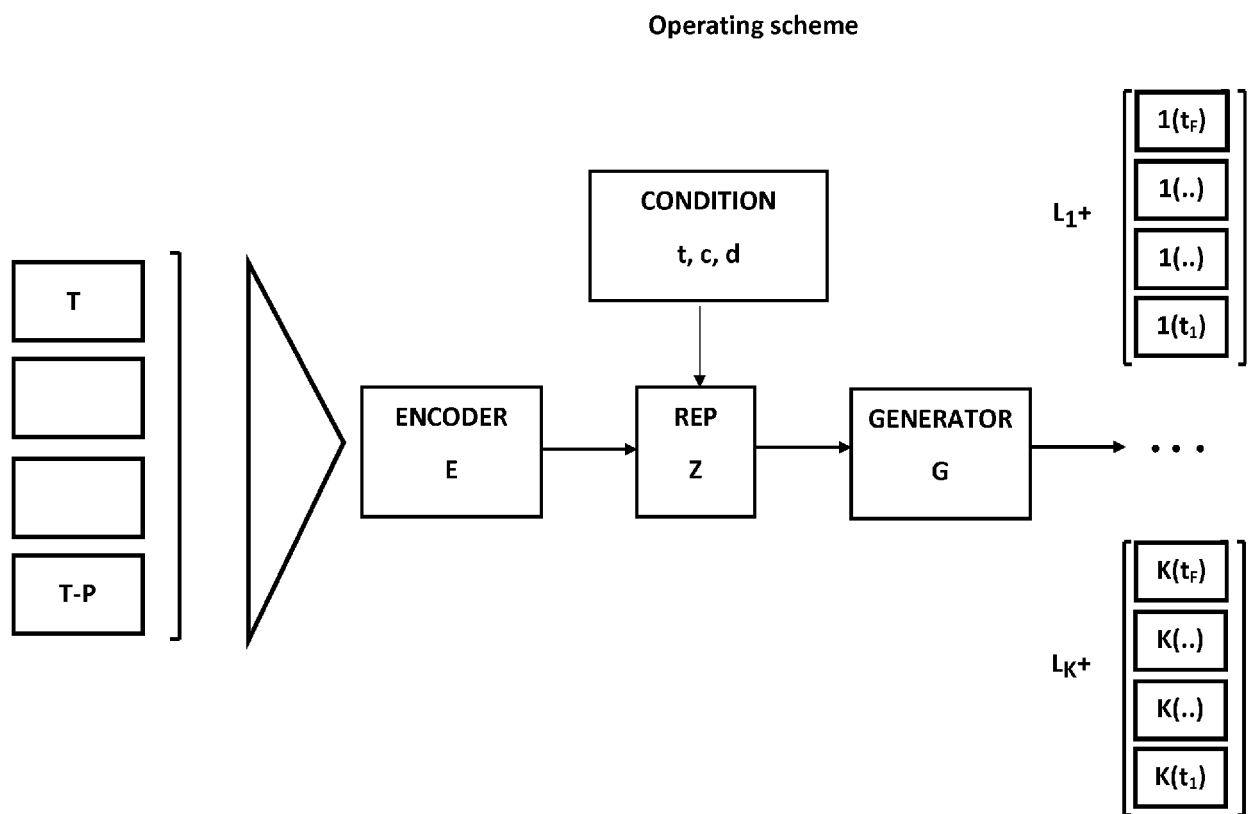 Operating scheme
T
T-P
ENCODER
E
CONDITION
t, c, d
REP
Z
GENERATOR
G
. . .
L1+
1(tF)
1(..)
1(..)
1(t1)
LK+
K(tF)
K(..)
K(..)
K(t1)